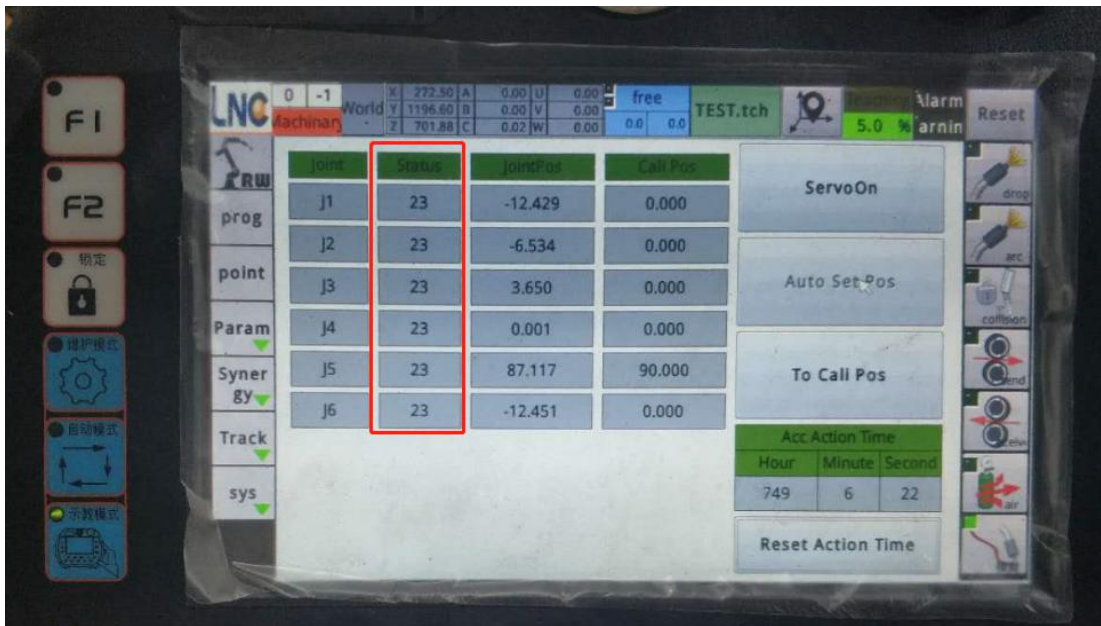 F1
F2
锁定
维护模式
自动模式
示教模式
LNC
0 -1
Machinary
World
X 272.50 A 0.00 U 0.00
Y 1196.60 B 0.00 V 0.00
Z 701.88 C 0.02 W 0.00
free
0.0 0.0
TEST.tch
Teaching
5.0 %
Alarm
arnin
Reset
RW
prog
point
Param
Syner
gy
Track
sys
Joint Status JointPos Cali Pos
J1 23 -12.429 0.000
J2 23 -6.534 0.000
J3 23 3.650 0.000
J4 23 0.001 0.000
J5 23 87.117 90.000
J6 23 -12.451 0.000
ServoOn
Auto Set Pos
To Cali Pos
Acc Action Time
Hour Minute Second
749 6 22
Reset Action Time
drop
arc
collision
air